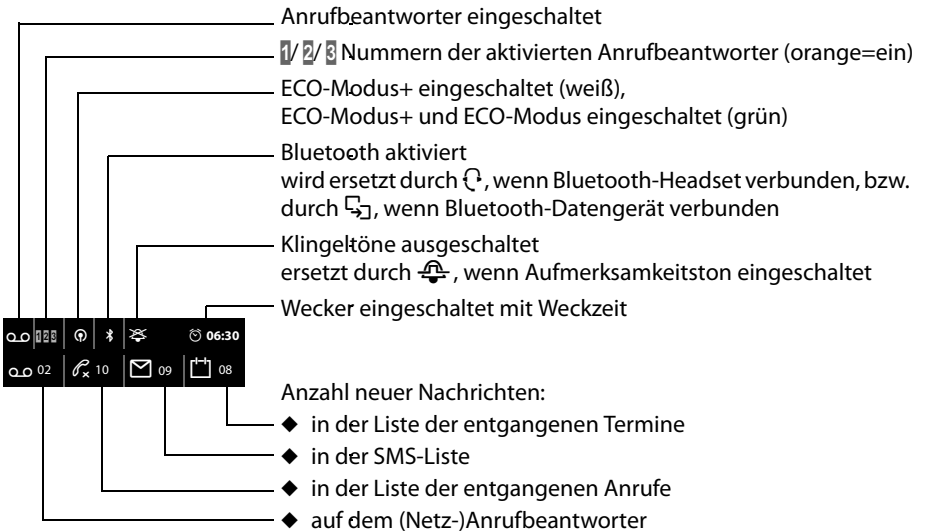 Anrufbeantworter eingeschaltet
1/ 2/ 3 Nummern der aktivierten Anrufbeantworter (orange=ein)
ECO-Modus+ eingeschaltet (weiß),
ECO-Modus+ und ECO-Modus eingeschaltet (grün)
Bluetooth aktiviert
wird ersetzt durch , wenn Bluetooth-Headset verbunden, bzw.
durch , wenn Bluetooth-Datengerät verbunden
Klingeltöne ausgeschaltet
ersetzt durch , wenn Aufmerksamkeitston eingeschaltet
Wecker eingeschaltet mit Weckzeit
1 2 3 06:30
02 10 09 08
Anzahl neuer Nachrichten:
◆ in der Liste der entgangenen Termine
◆ in der SMS-Liste
◆ in der Liste der entgangenen Anrufe
◆ auf dem (Netz-)Anrufbeantworter